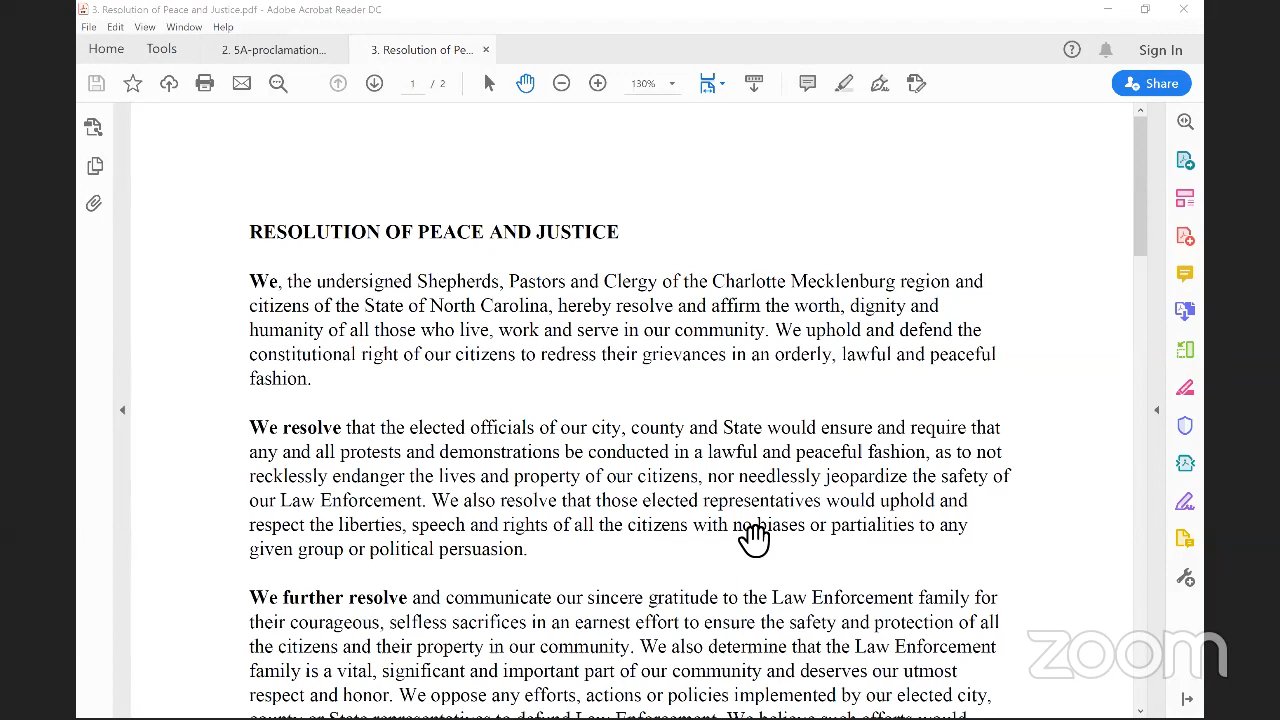 3. Resolution of Peace and Justice.pdf - Adobe Acrobat Reader DC
File Edit View Window Help
Home Tools 2. 5A-proclamation... 3. Resolution of Pe... × Sign In
1 / 2 130% Share
RESOLUTION OF PEACE AND JUSTICE
We, the undersigned Shepherds, Pastors and Clergy of the Charlotte Mecklenburg region and
citizens of the State of North Carolina, hereby resolve and affirm the worth, dignity and
humanity of all those who live, work and serve in our community. We uphold and defend the
constitutional right of our citizens to redress their grievances in an orderly, lawful and peaceful
fashion.
We resolve that the elected officials of our city, county and State would ensure and require that
any and all protests and demonstrations be conducted in a lawful and peaceful fashion, as to not
recklessly endanger the lives and property of our citizens, nor needlessly jeopardize the safety of
our Law Enforcement. We also resolve that those elected representatives would uphold and
respect the liberties, speech and rights of all the citizens with no biases or partialities to any
given group or political persuasion.
We further resolve and communicate our sincere gratitude to the Law Enforcement family for
their courageous, selfless sacrifices in an earnest effort to ensure the safety and protection of all
the citizens and their property in our community. We also determine that the Law Enforcement
family is a vital, significant and important part of our community and deserves our utmost
respect and honor. We oppose any efforts, actions or policies implemented by our elected city,
county or State representatives to defund Law Enforcement. We believe such efforts would
zoom